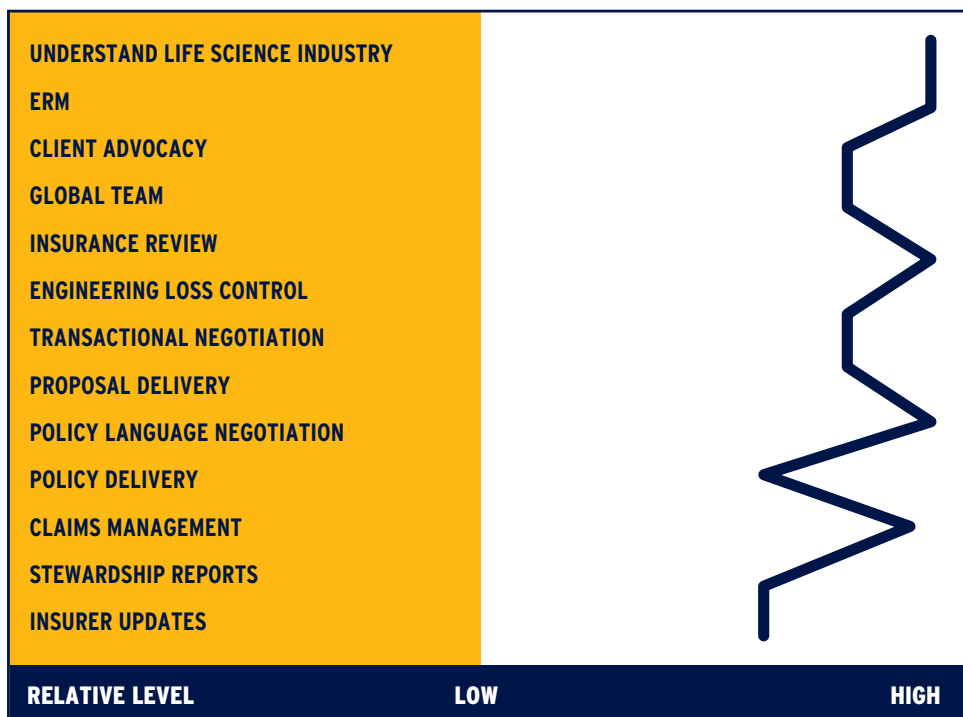 UNDERSTAND LIFE SCIENCE INDUSTRY
ERM
CLIENT ADVOCACY
GLOBAL TEAM
INSURANCE REVIEW
ENGINEERING LOSS CONTROL
TRANSACTIONAL NEGOTIATION
PROPOSAL DELIVERY
POLICY LANGUAGE NEGOTIATION
POLICY DELIVERY
CLAIMS MANAGEMENT
STEWARDSHIP REPORTS
INSURER UPDATES
RELATIVE LEVEL LOW HIGH